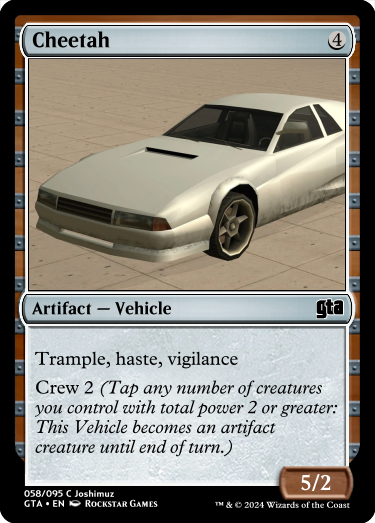 Cheetah 4
Artifact — Vehicle gta
Trample, haste, vigilance
Crew 2 (Tap any number of creatures
you control with total power 2 or greater:
This Vehicle becomes an artifact
creature until end of turn.)
5/2
058/095 C Joshimuz
GTA • EN Rockstar Games ™ & © 2024 Wizards of the Coast